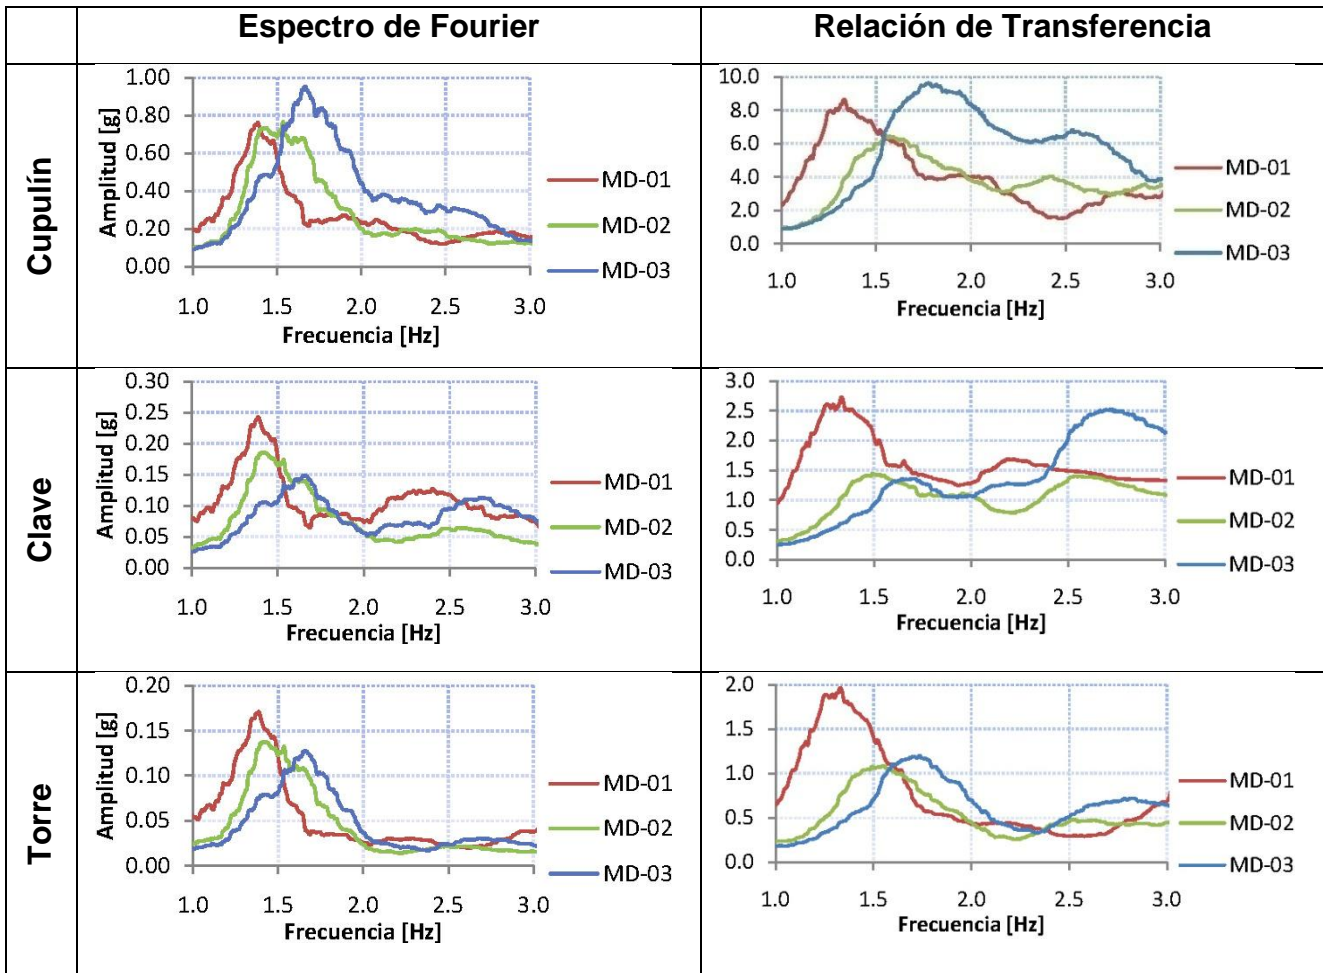 Espectro de Fourier
Relación de Transferencia
Cupulín
Amplitud [g]
1.00
0.80
0.60
0.40
0.20
0.00
1.0 1.5 2.0 2.5 3.0
Frecuencia [Hz]
MD-01
MD-02
MD-03
10.0
8.0
6.0
4.0
2.0
0.0
1.0 1.5 2.0 2.5 3.0
Frecuencia [Hz]
MD-01
MD-02
MD-03
Clave
Amplitud [g]
0.30
0.25
0.20
0.15
0.10
0.05
0.00
1.0 1.5 2.0 2.5 3.0
Frecuencia [Hz]
MD-01
MD-02
MD-03
3.0
2.5
2.0
1.5
1.0
0.5
0.0
1.0 1.5 2.0 2.5 3.0
Frecuencia [Hz]
MD-01
MD-02
MD-03
Torre
Amplitud [g]
0.20
0.15
0.10
0.05
0.00
1.0 1.5 2.0 2.5 3.0
Frecuencia [Hz]
MD-01
MD-02
MD-03
2.0
1.5
1.0
0.5
0.0
1.0 1.5 2.0 2.5 3.0
Frecuencia [Hz]
MD-01
MD-02
MD-03